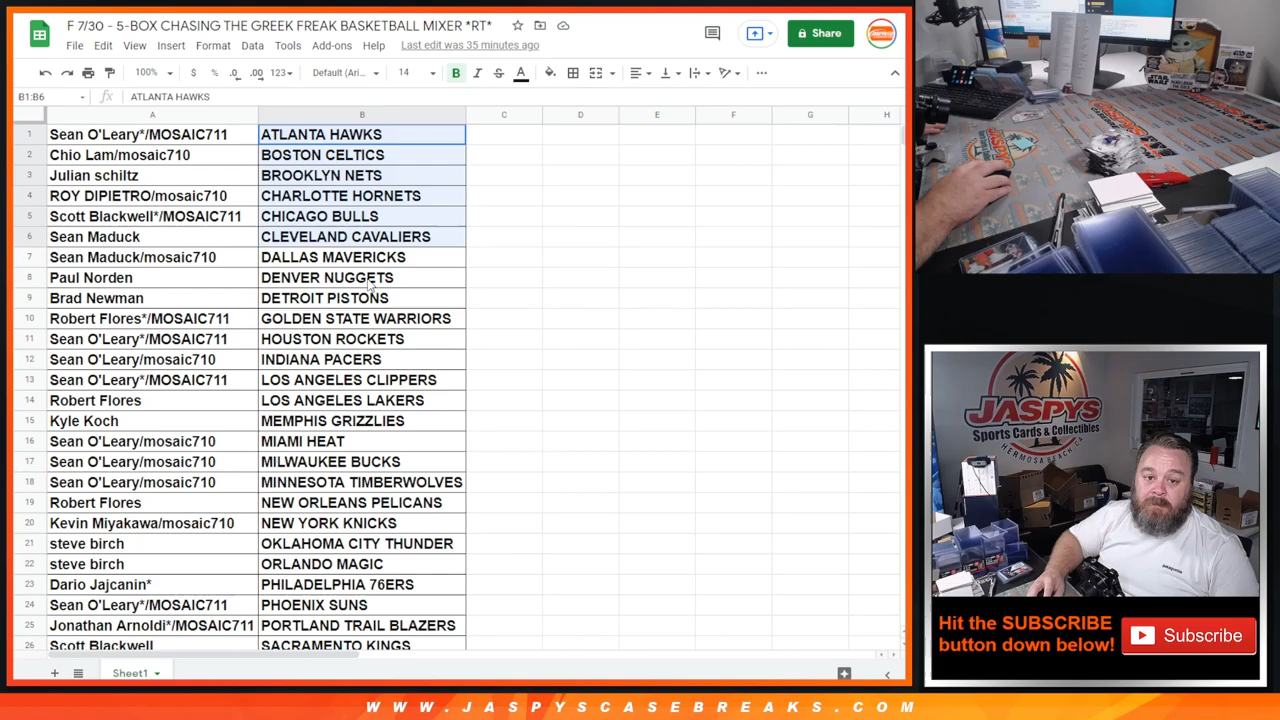 F 7/30 - 5-BOX CHASING THE GREEK FREAK BASKETBALL MIXER *RT*
File Edit View Insert Format Data Tools Add-ons Help Last edit was 35 minutes ago
Share
100% $ % .0 .00 123 Default (Ari... 14 B I S A
B1:B6 fx ATLANTA HAWKS
A B C D E F G H
1 Sean O'Leary*/MOSAIC711 ATLANTA HAWKS
2 Chio Lam/mosaic710 BOSTON CELTICS
3 Julian schiltz BROOKLYN NETS
4 ROY DIPIETRO/mosaic710 CHARLOTTE HORNETS
5 Scott Blackwell*/MOSAIC711 CHICAGO BULLS
6 Sean Maduck CLEVELAND CAVALIERS
7 Sean Maduck/mosaic710 DALLAS MAVERICKS
8 Paul Norden DENVER NUGGETS
9 Brad Newman DETROIT PISTONS
10 Robert Flores*/MOSAIC711 GOLDEN STATE WARRIORS
11 Sean O'Leary*/MOSAIC711 HOUSTON ROCKETS
12 Sean O'Leary/mosaic710 INDIANA PACERS
13 Sean O'Leary*/MOSAIC711 LOS ANGELES CLIPPERS
14 Robert Flores LOS ANGELES LAKERS
15 Kyle Koch MEMPHIS GRIZZLIES
16 Sean O'Leary/mosaic710 MIAMI HEAT
17 Sean O'Leary/mosaic710 MILWAUKEE BUCKS
18 Sean O'Leary/mosaic710 MINNESOTA TIMBERWOLVES
19 Robert Flores NEW ORLEANS PELICANS
20 Kevin Miyakawa/mosaic710 NEW YORK KNICKS
21 steve birch OKLAHOMA CITY THUNDER
22 steve birch ORLANDO MAGIC
23 Dario Jajcanin* PHILADELPHIA 76ERS
24 Sean O'Leary*/MOSAIC711 PHOENIX SUNS
25 Jonathan Arnoldi*/MOSAIC711 PORTLAND TRAIL BLAZERS
26 Scott Blackwell SACRAMENTO KINGS
Sheet1
STAR WARS
JASPYS
JASPYS
Sports Cards & Collectibles
HERMOSA BEACH CA
patagonia
Hit the SUBSCRIBE
button down below!
Subscribe
WWW.JASPYSCASEBREAKS.COM